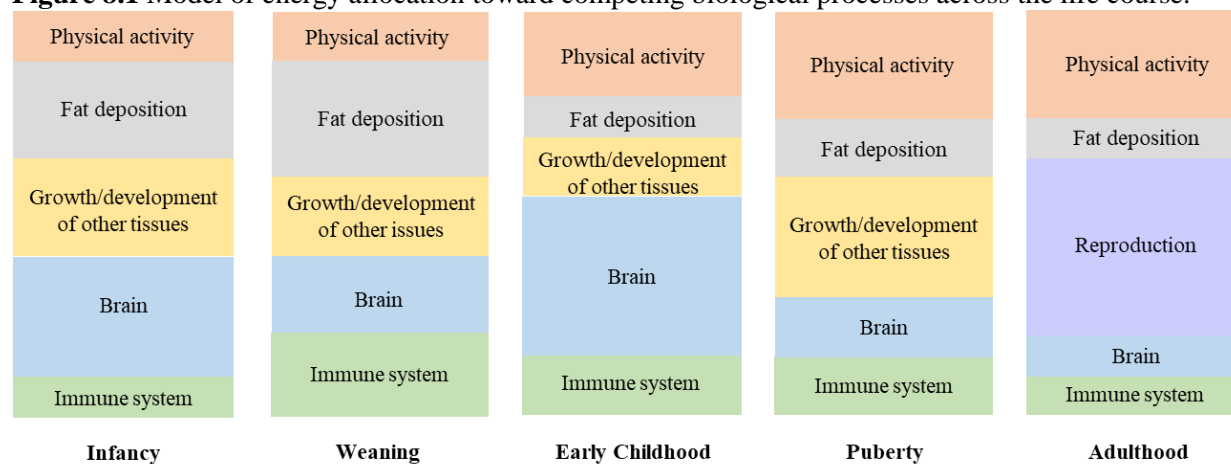 Figure 8.1 Model of energy allocation toward competing biological processes across the life course.
Physical activity
Fat deposition
Growth/development
of other tissues
Brain
Immune system
Infancy
Physical activity
Fat deposition
Growth/development
of other issues
Brain
Immune system
Weaning
Physical activity
Fat deposition
Growth/development
of other tissues
Brain
Immune system
Early Childhood
Physical activity
Fat deposition
Growth/development
of other tissues
Brain
Immune system
Puberty
Physical activity
Fat deposition
Reproduction
Brain
Immune system
Adulthood